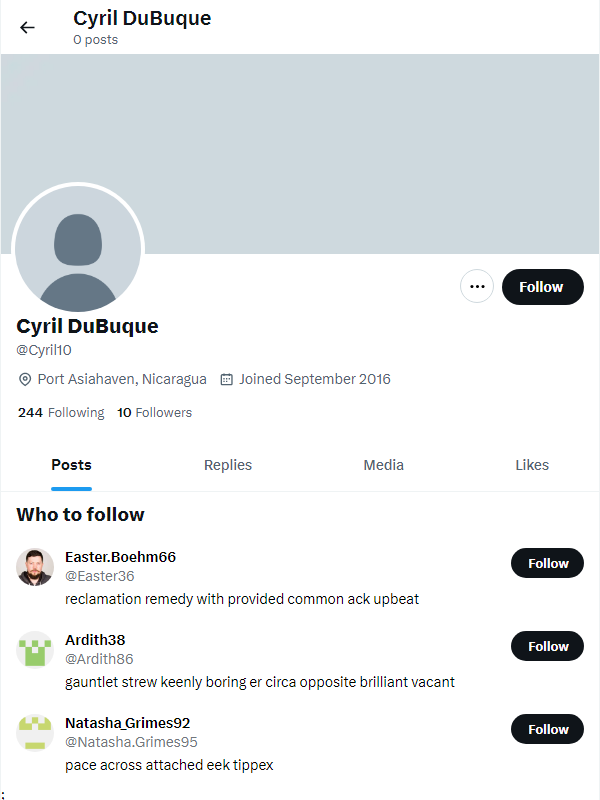 Cyril DuBuque
0 posts
Follow
Cyril DuBuque
@Cyril10
Port Asiahaven, Nicaragua Joined September 2016
244 Following 10 Followers
Posts Replies Media Likes
Who to follow
Easter.Boehm66
@Easter36
Follow
reclamation remedy with provided common ack upbeat
Ardith38
@Ardith86
Follow
gauntlet strew keenly boring er circa opposite brilliant vacant
Natasha_Grimes92
@Natasha.Grimes95
Follow
pace across attached eek tippex
;